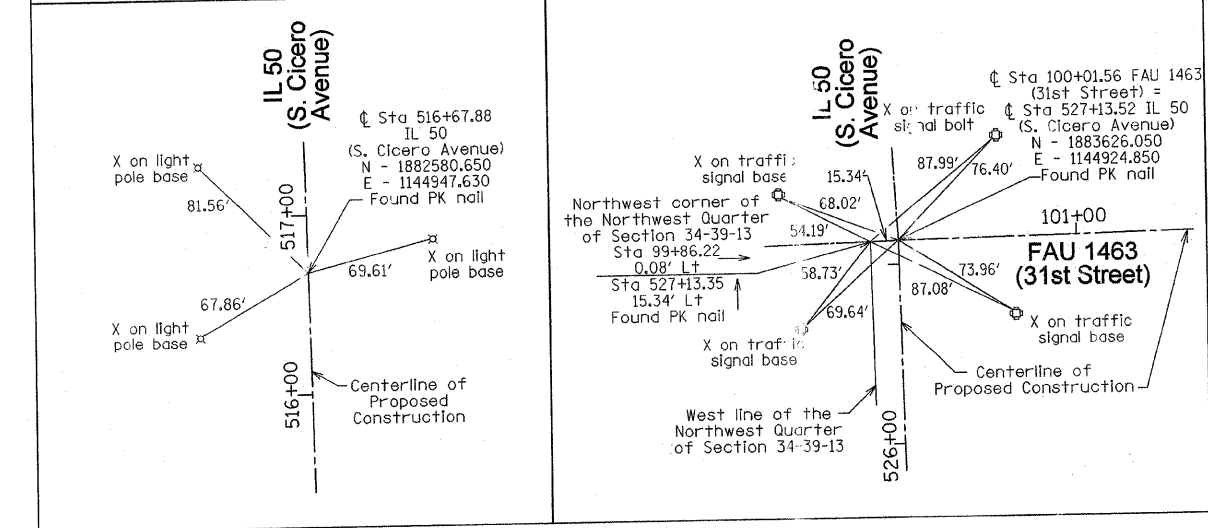 IL 50
(S. Cicero
Avenue)
℄ Sta 516+67.88
IL 50
(S. Cicero Avenue)
N - 1882580.650
E - 1144947.630
Found PK nail
X on light
pole base
81.56'
517+00
69.61'
X on light
pole base
67.86'
X on light
pole base
516+00
Centerline of
Proposed
Construction
IL 50
(S. Cicero
Avenue)
X on traffic
signal bolt
℄ Sta 100+01.56 FAU 1463
(31st Street) =
℄ Sta 527+13.52 IL 50
(S. Cicero Avenue)
N - 1883626.050
E - 1144924.850
Found PK nail
87.99'
76.40'
X on traffic
signal base
15.34'
68.02'
54.19'
Northwest corner of
the Northwest Quarter
of Section 34-39-13
Sta 99+86.22
0.08' Lt
Sta 527+13.35
15.34' Lt
Found PK nail
101+00
FAU 1463
(31st Street)
58.73'
69.64'
73.96'
87.08'
X on traffic
signal base
X on traffic
signal base
Centerline of
Proposed Construction
West line of the
Northwest Quarter
of Section 34-39-13
526+00